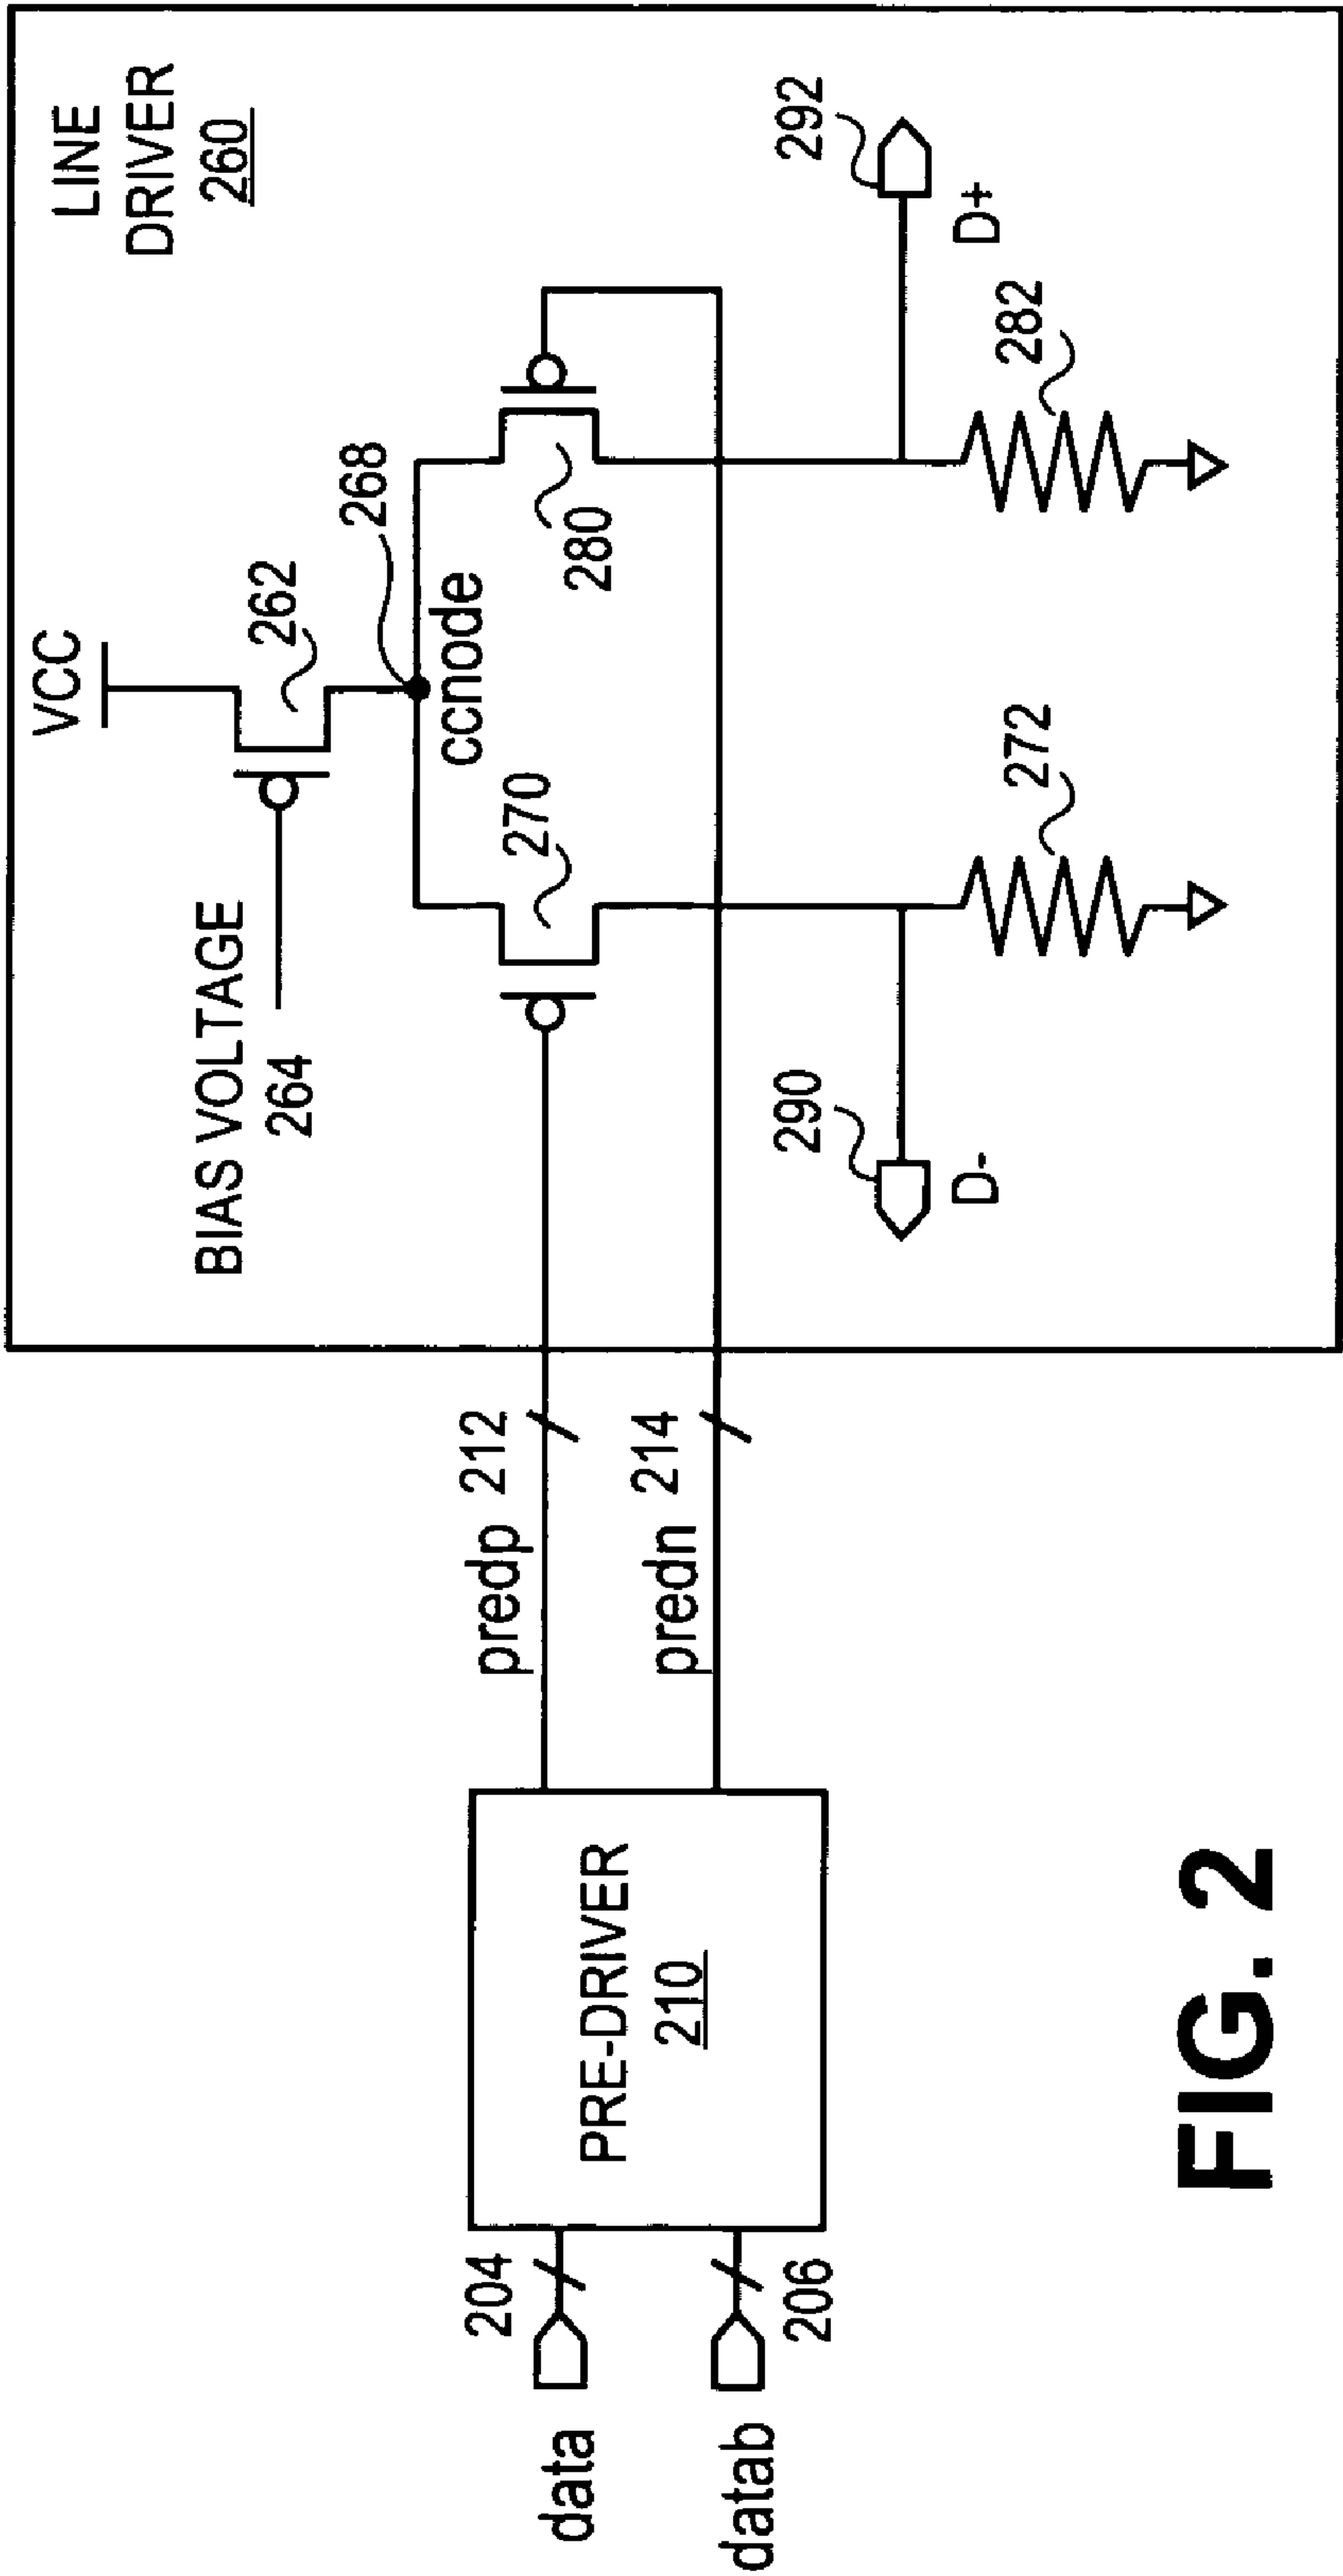 LINE
DRIVER
260
VCC
262
BIAS VOLTAGE
264
268
ccnode
270
280
predp 212
predn 214
PRE-DRIVER
210
204
data
206
datab
290
D-
292
D+
272
282
FIG. 2